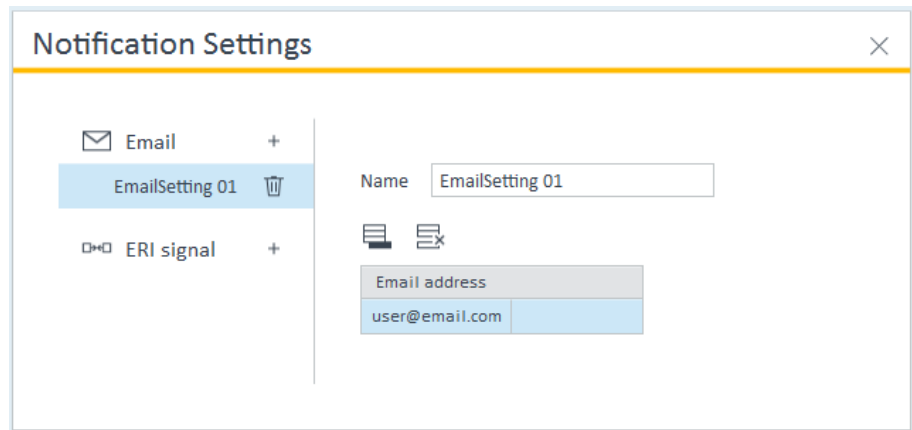 Notification Settings
Email
EmailSetting 01
ERI signal
Name EmailSetting 01
Email address
user@email.com